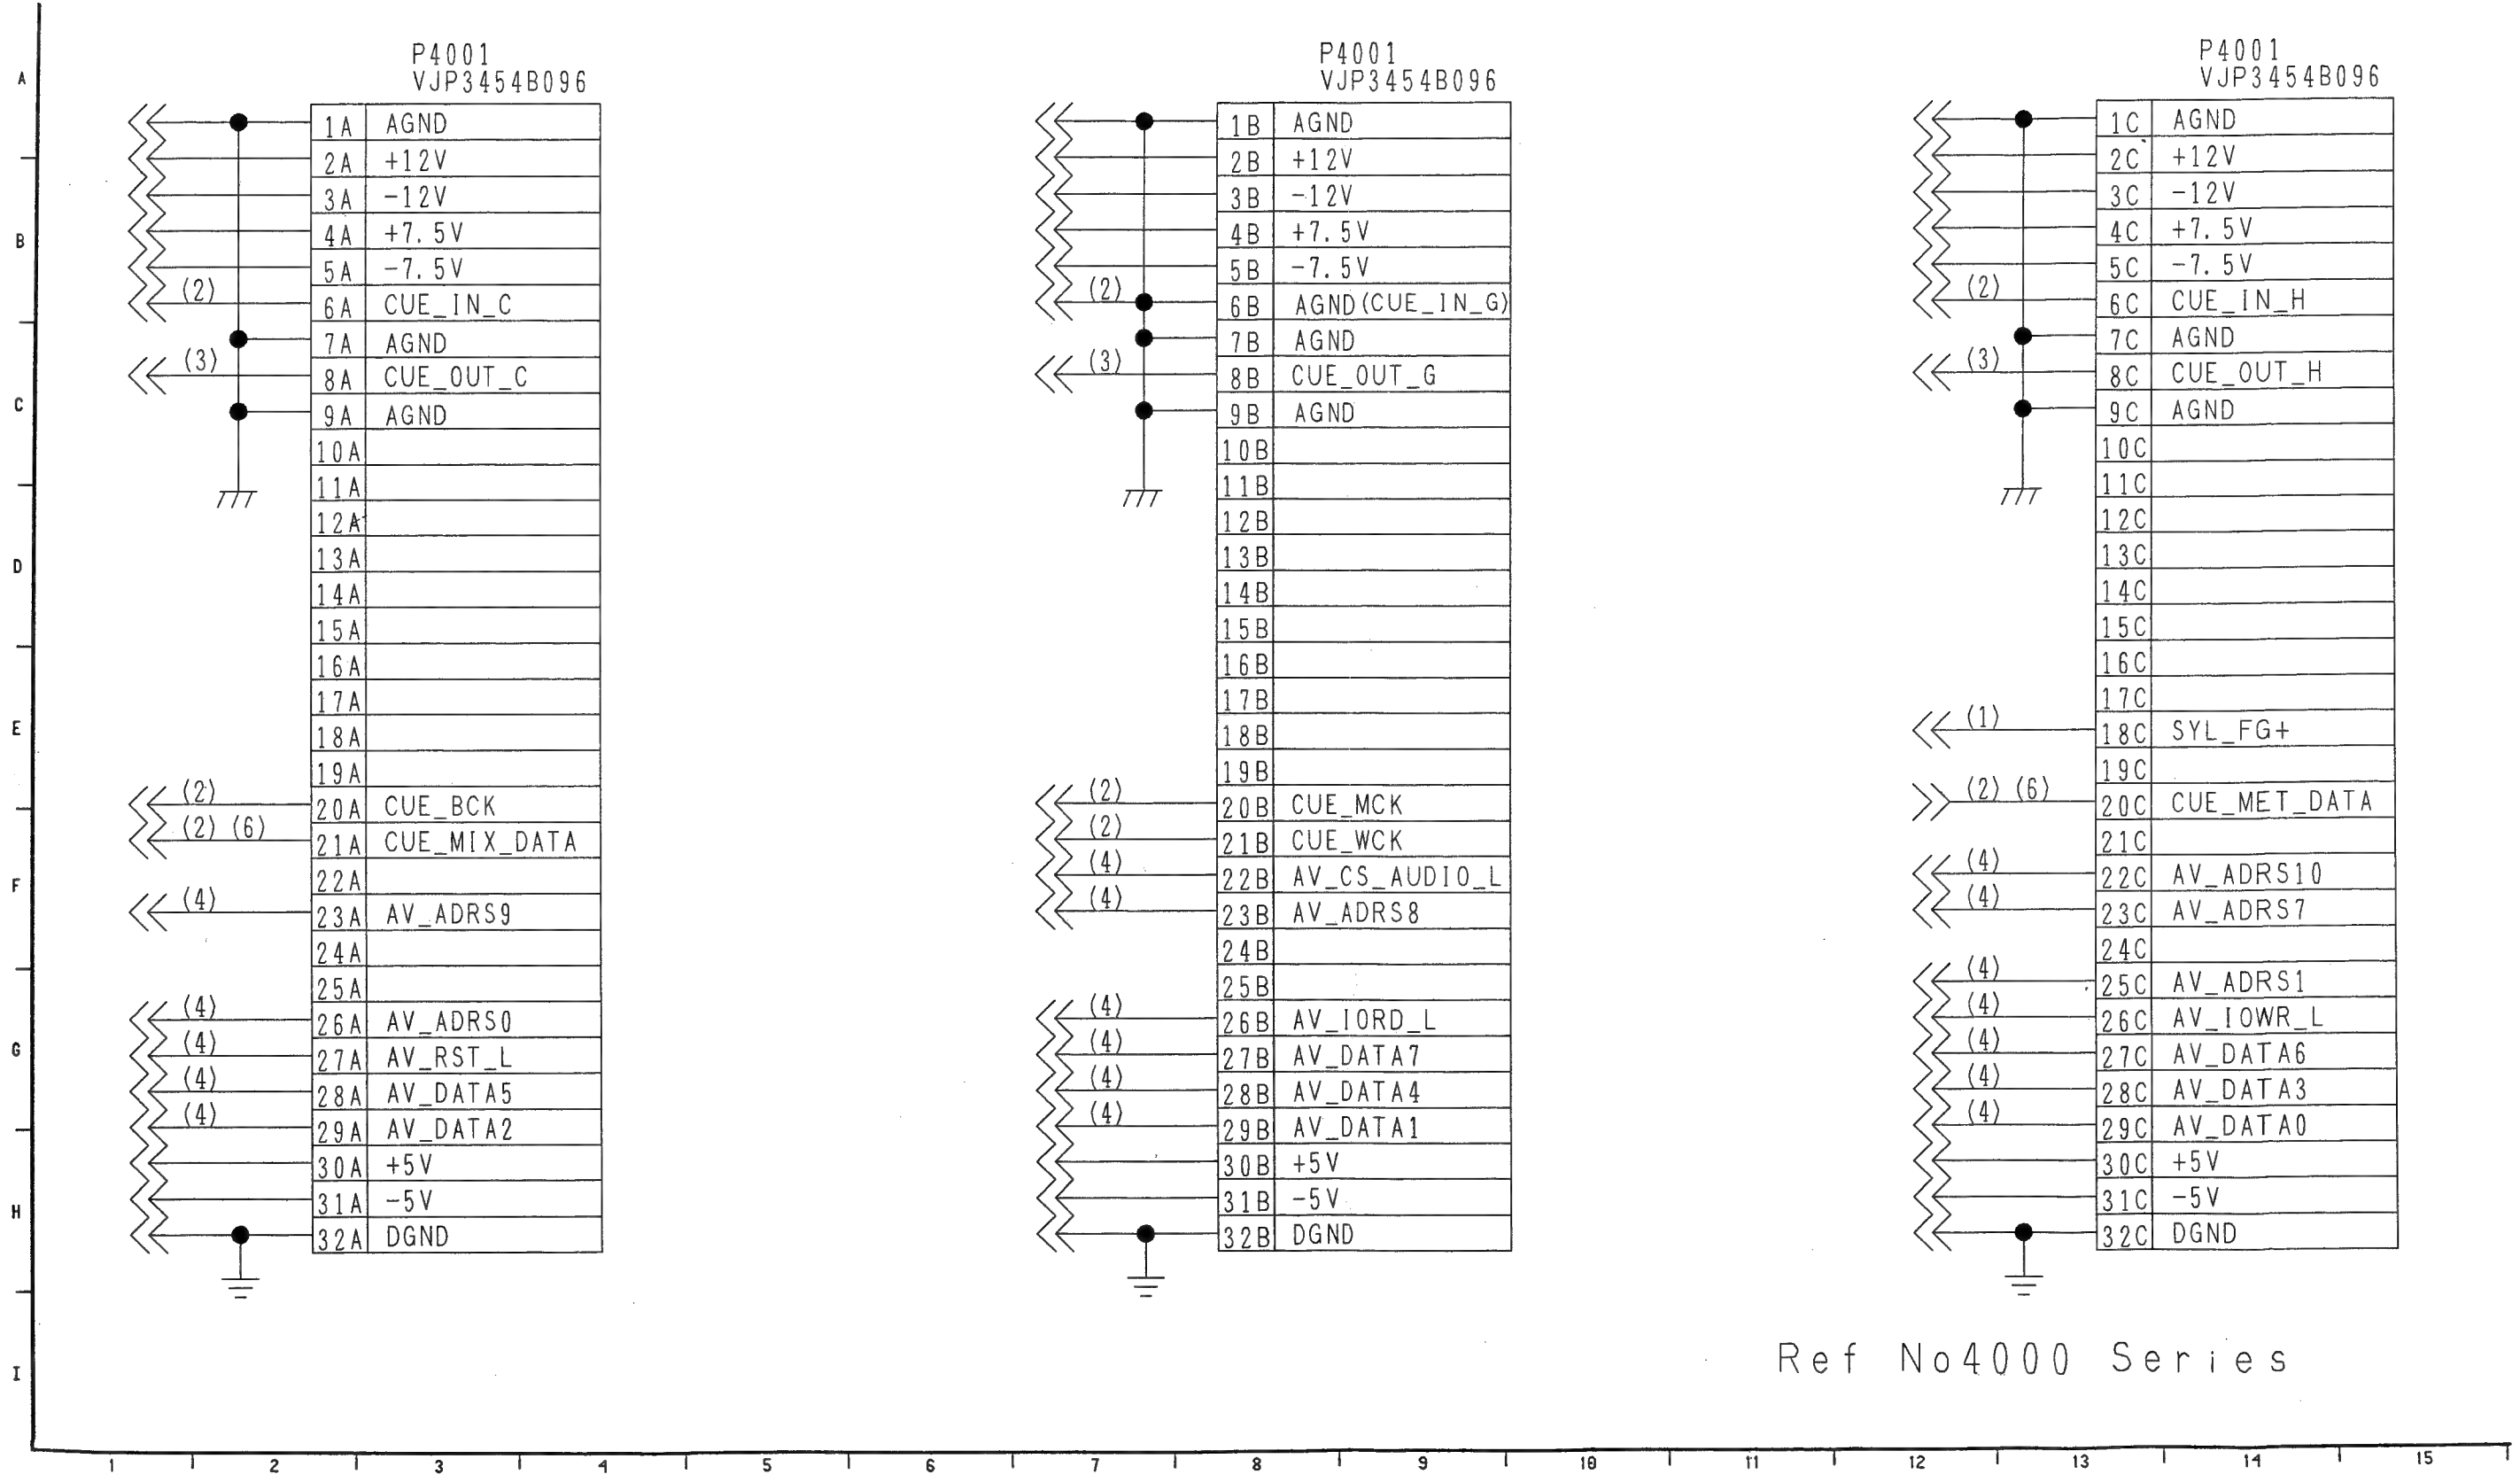 P4001
VJP3454B096
1A AGND
2A +12V
3A -12V
4A +7.5V
5A -7.5V
(2) 6A CUE_IN_C
7A AGND
(3) 8A CUE_OUT_C
9A AGND
10A
11A
12A
13A
14A
15A
16A
17A
18A
19A
(2) 20A CUE_BCK
(2) (6) 21A CUE_MIX_DATA
22A
(4) 23A AV_ADRS9
24A
25A
(4) 26A AV_ADRS0
(4) 27A AV_RST_L
(4) 28A AV_DATA5
(4) 29A AV_DATA2
30A +5V
31A -5V
32A DGND
P4001
VJP3454B096
1B AGND
2B +12V
3B -12V
4B +7.5V
5B -7.5V
(2) 6B AGND(CUE_IN_G)
7B AGND
(3) 8B CUE_OUT_G
9B AGND
10B
11B
12B
13B
14B
15B
16B
17B
18B
19B
(2) 20B CUE_MCK
(2) 21B CUE_WCK
(4) 22B AV_CS_AUDIO_L
(4) 23B AV_ADRS8
24B
25B
(4) 26B AV_IORD_L
(4) 27B AV_DATA7
(4) 28B AV_DATA4
(4) 29B AV_DATA1
30B +5V
31B -5V
32B DGND
P4001
VJP3454B096
1C AGND
2C +12V
3C -12V
4C +7.5V
5C -7.5V
(2) 6C CUE_IN_H
7C AGND
(3) 8C CUE_OUT_H
9C AGND
10C
11C
12C
13C
14C
15C
16C
17C
(1) 18C SYL_FG+
19C
(2) (6) 20C CUE_MET_DATA
21C
(4) 22C AV_ADRS10
(4) 23C AV_ADRS7
24C
(4) 25C AV_ADRS1
(4) 26C AV_IOWR_L
(4) 27C AV_DATA6
(4) 28C AV_DATA3
(4) 29C AV_DATA0
30C +5V
31C -5V
32C DGND
Ref No4000 Series
A
B
C
D
E
F
G
H
I
1 2 3 4 5 6 7 8 9 10 11 12 13 14 15